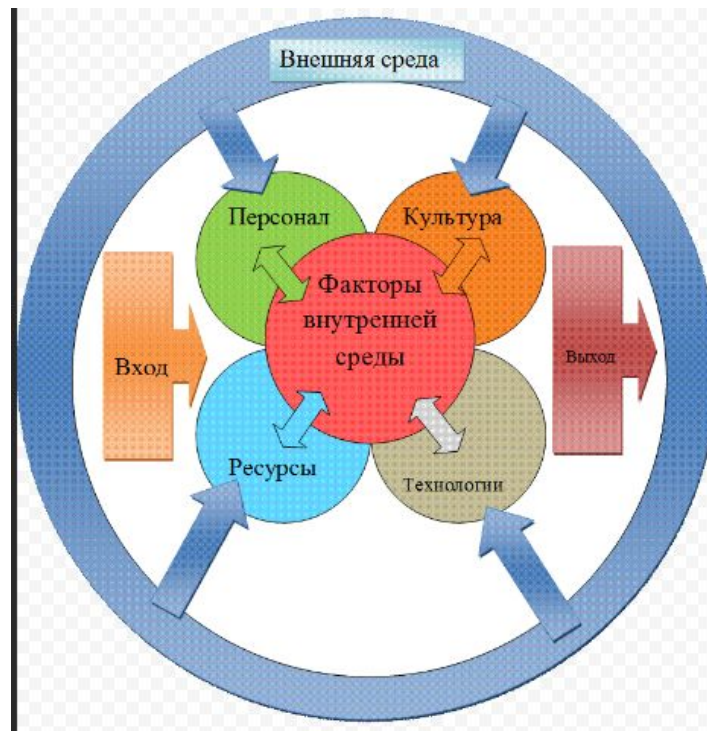 Внешняя среда
Персонал
Культура
Факторы
внутренней
среды
Вход
Выход
Ресурсы
Технологии